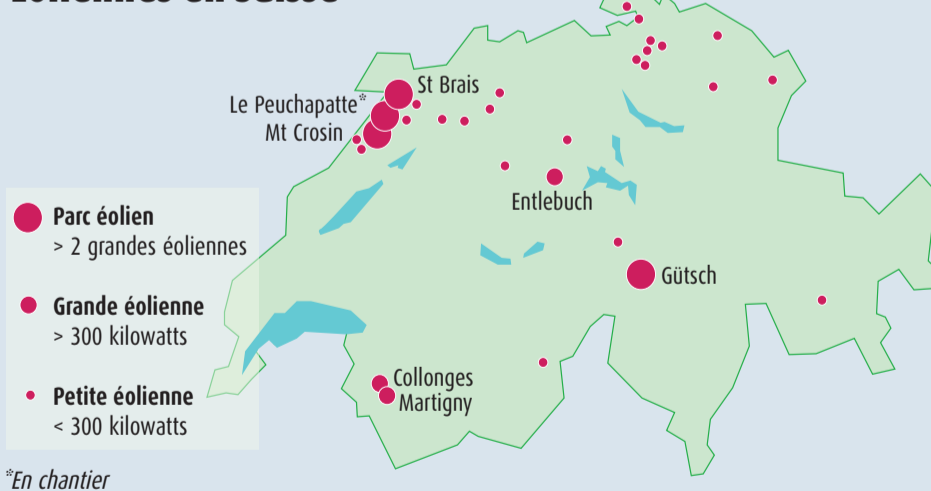 St Brais
Le Peuchapatte*
Mt Crosin
Entlebuch
Gütsch
Collonges
Martigny
Parc éolien
> 2 grandes éoliennes
Grande éolienne
> 300 kilowatts
Petite éolienne
< 300 kilowatts
*En chantier